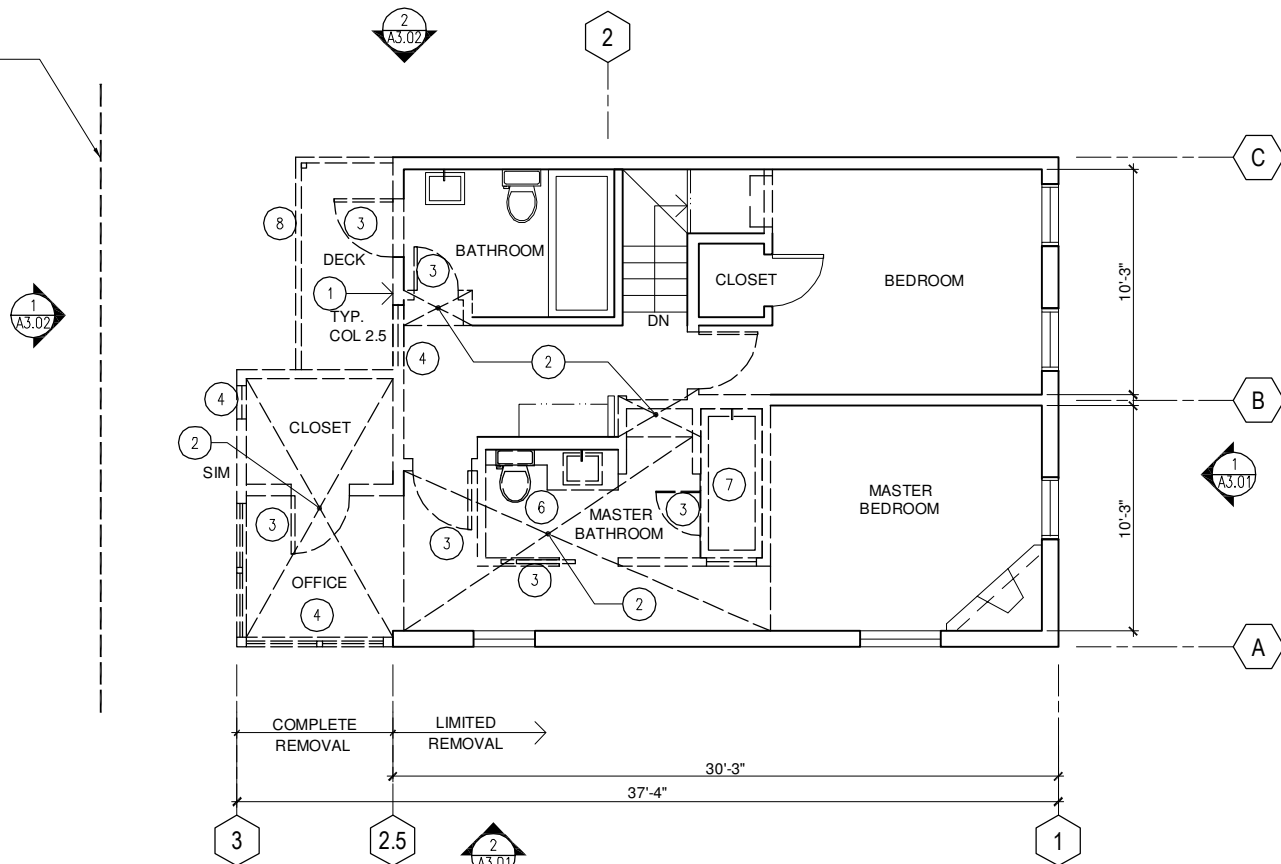 2
A3.02
2
C
8
3
DECK
BATHROOM
3
CLOSET
BEDROOM
10'-3"
1
A3.02
1
TYP.
COL 2.5
DN
4
2
4
B
CLOSET
2
SIM
1
A3.01
7
MASTER
BEDROOM
10'-3"
6
3
MASTER
BATHROOM
3
3
OFFICE
3
4
2
A
COMPLETE
REMOVAL
LIMITED
REMOVAL
30'-3"
37'-4"
3
2.5
2
A3.01
1